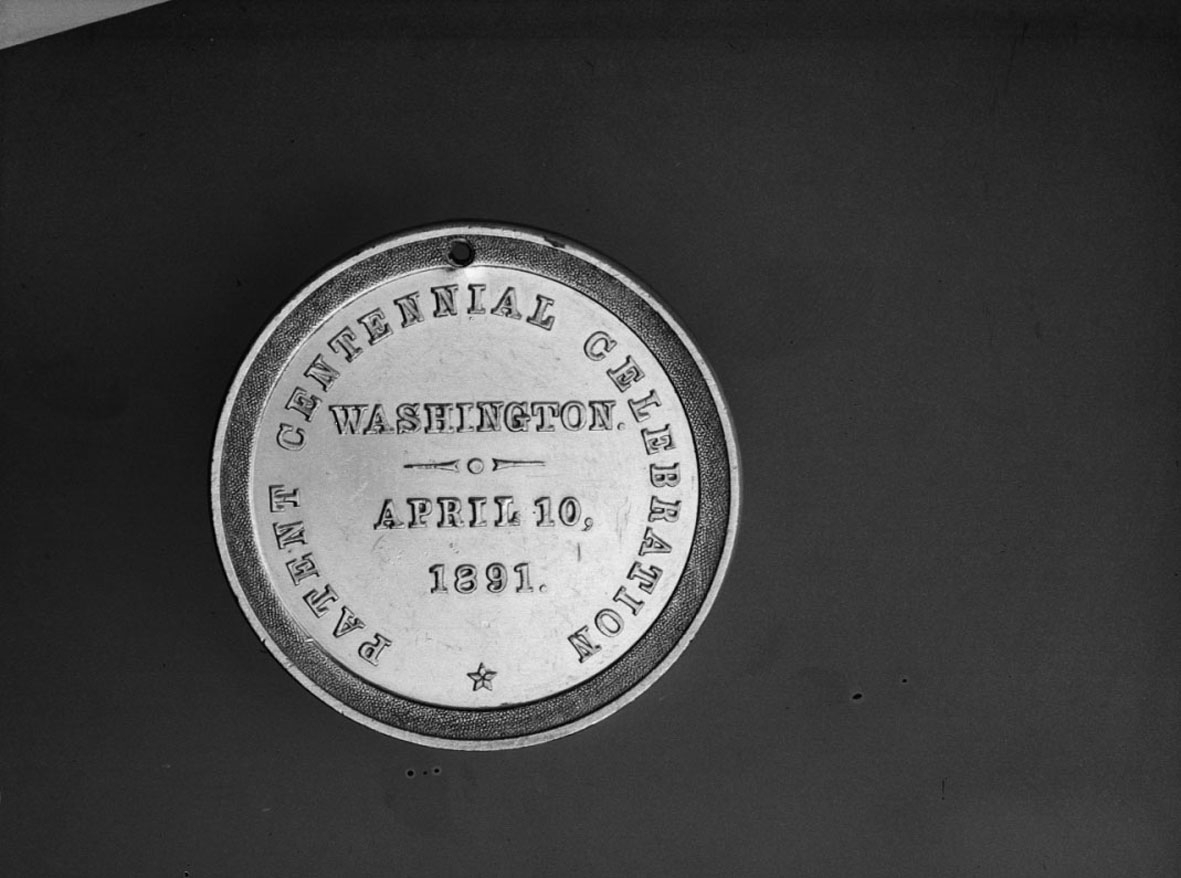 PATENT CENTENNIAL CELEBRATION
WASHINGTON.
APRIL 10,
1891.